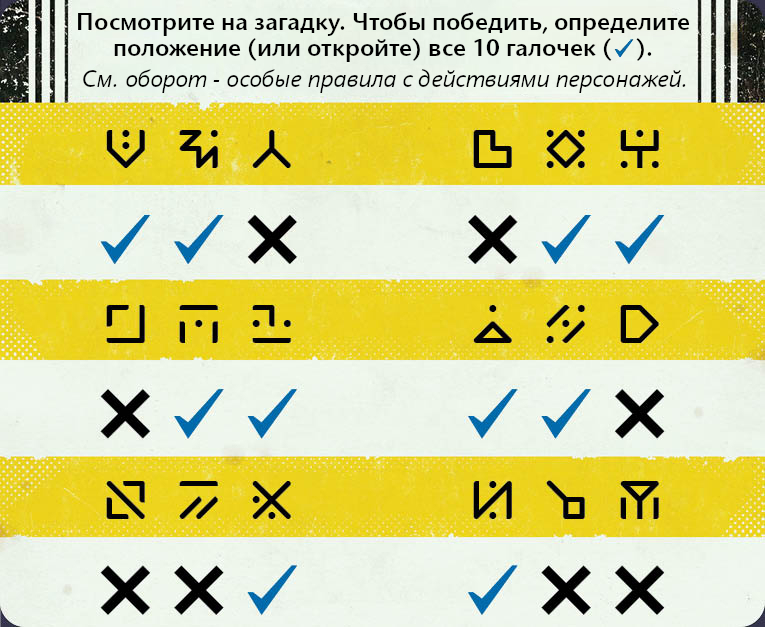 Посмотрите на загадку. Чтобы победить, определите
положение (или откройте) все 10 галочек (✓).
См. оборот - особые правила с действиями персонажей.